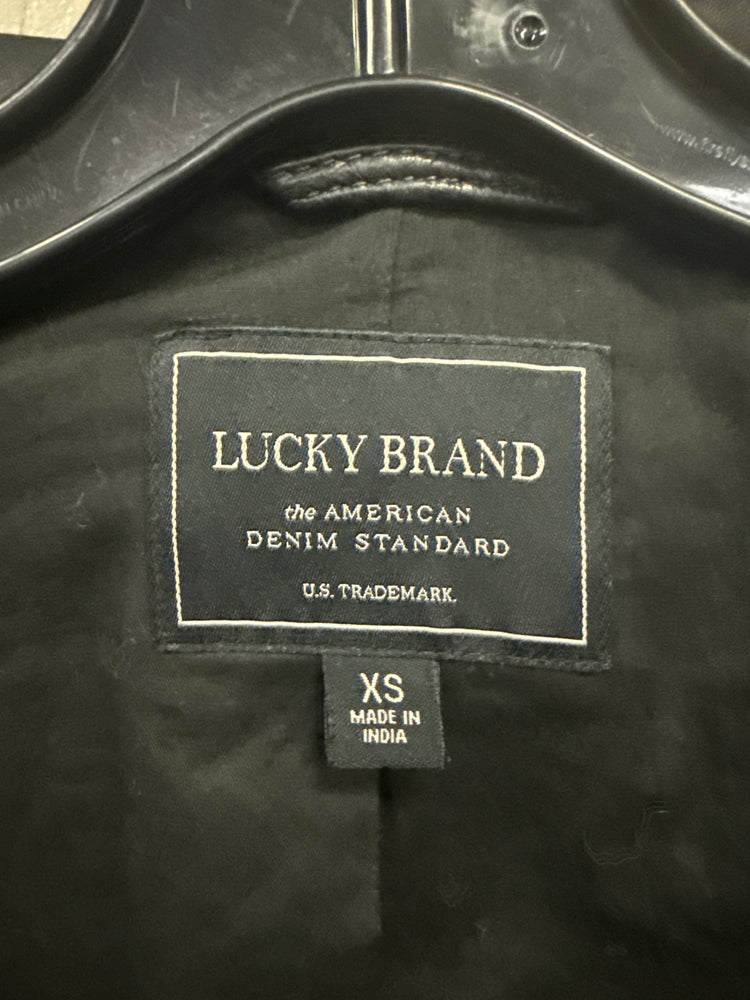 LUCKY BRAND
the AMERICAN
DENIM STANDARD
U.S. TRADEMARK.
XS
MADE IN
INDIA